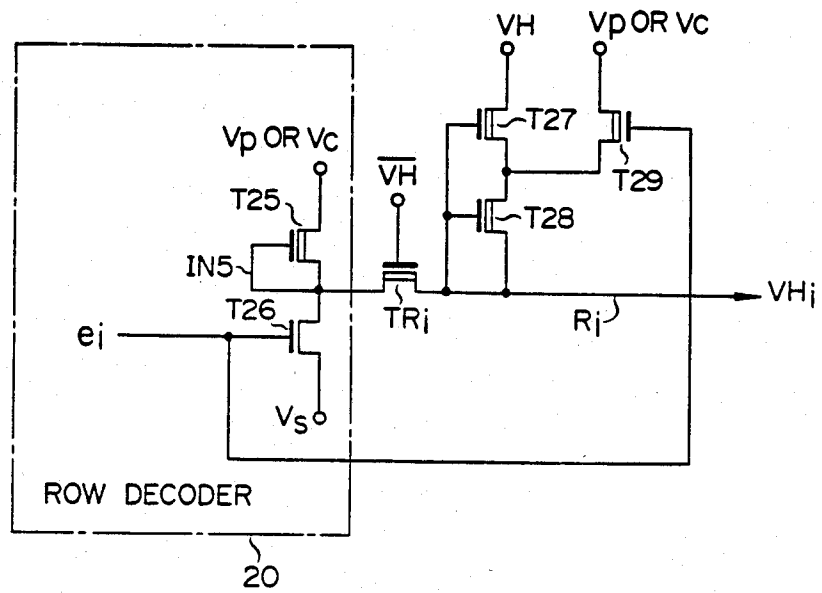 VH
Vp OR Vc
T27
Vp OR Vc
V̅H̅
T29
T25
T28
IN5
TRi
Ri
VHi
T26
ei
Vs
ROW DECODER
20